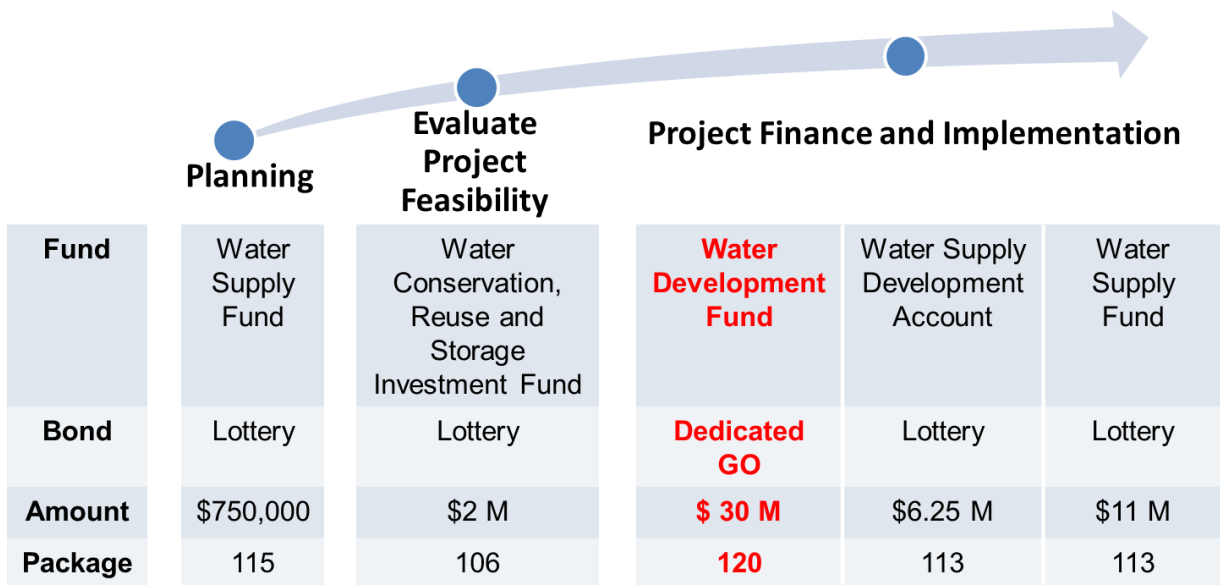 Planning
Evaluate
Project
Feasibility
Project Finance and Implementation
Fund
Water
Supply
Fund
Water
Conservation,
Reuse and
Storage
Investment Fund
Water
Development
Fund
Water Supply
Development
Account
Water
Supply
Fund
Bond
Lottery
Lottery
Dedicated
GO
Lottery
Lottery
Amount
$750,000
$2 M
$ 30 M
$6.25 M
$11 M
Package
115
106
120
113
113